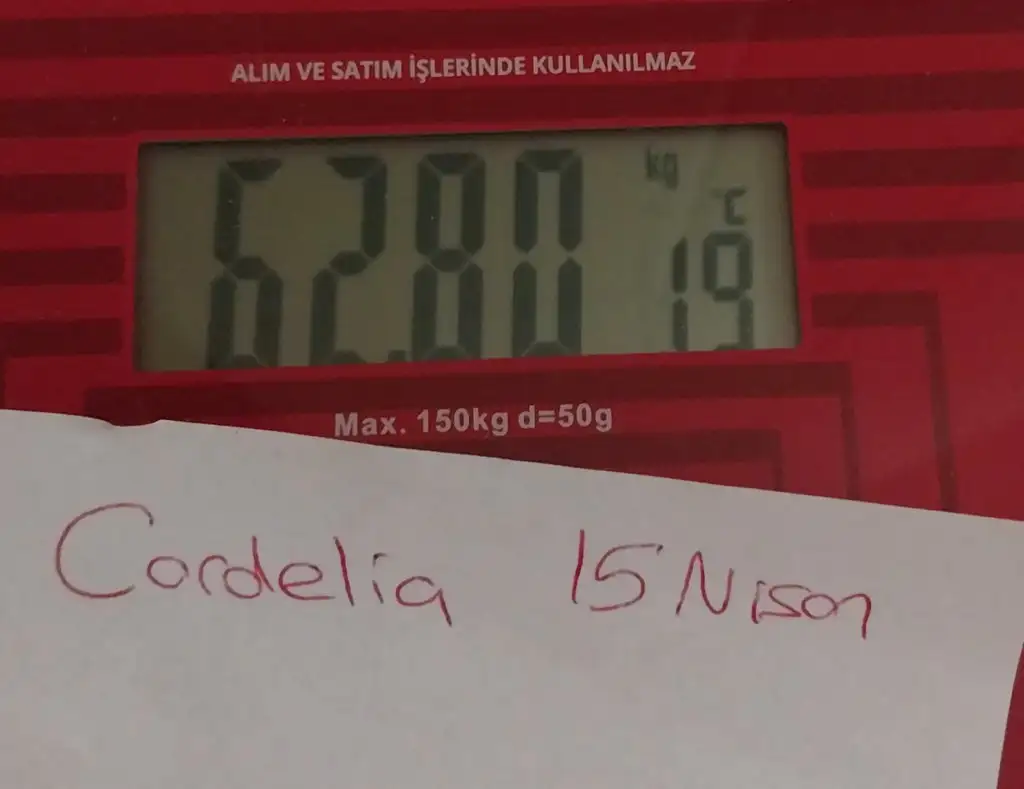 ALIM VE SATIM İŞLERİNDE KULLANILMAZ
62.80 kg
°C
19
Max. 150kg d=50g
Cordelia 15 Nisan